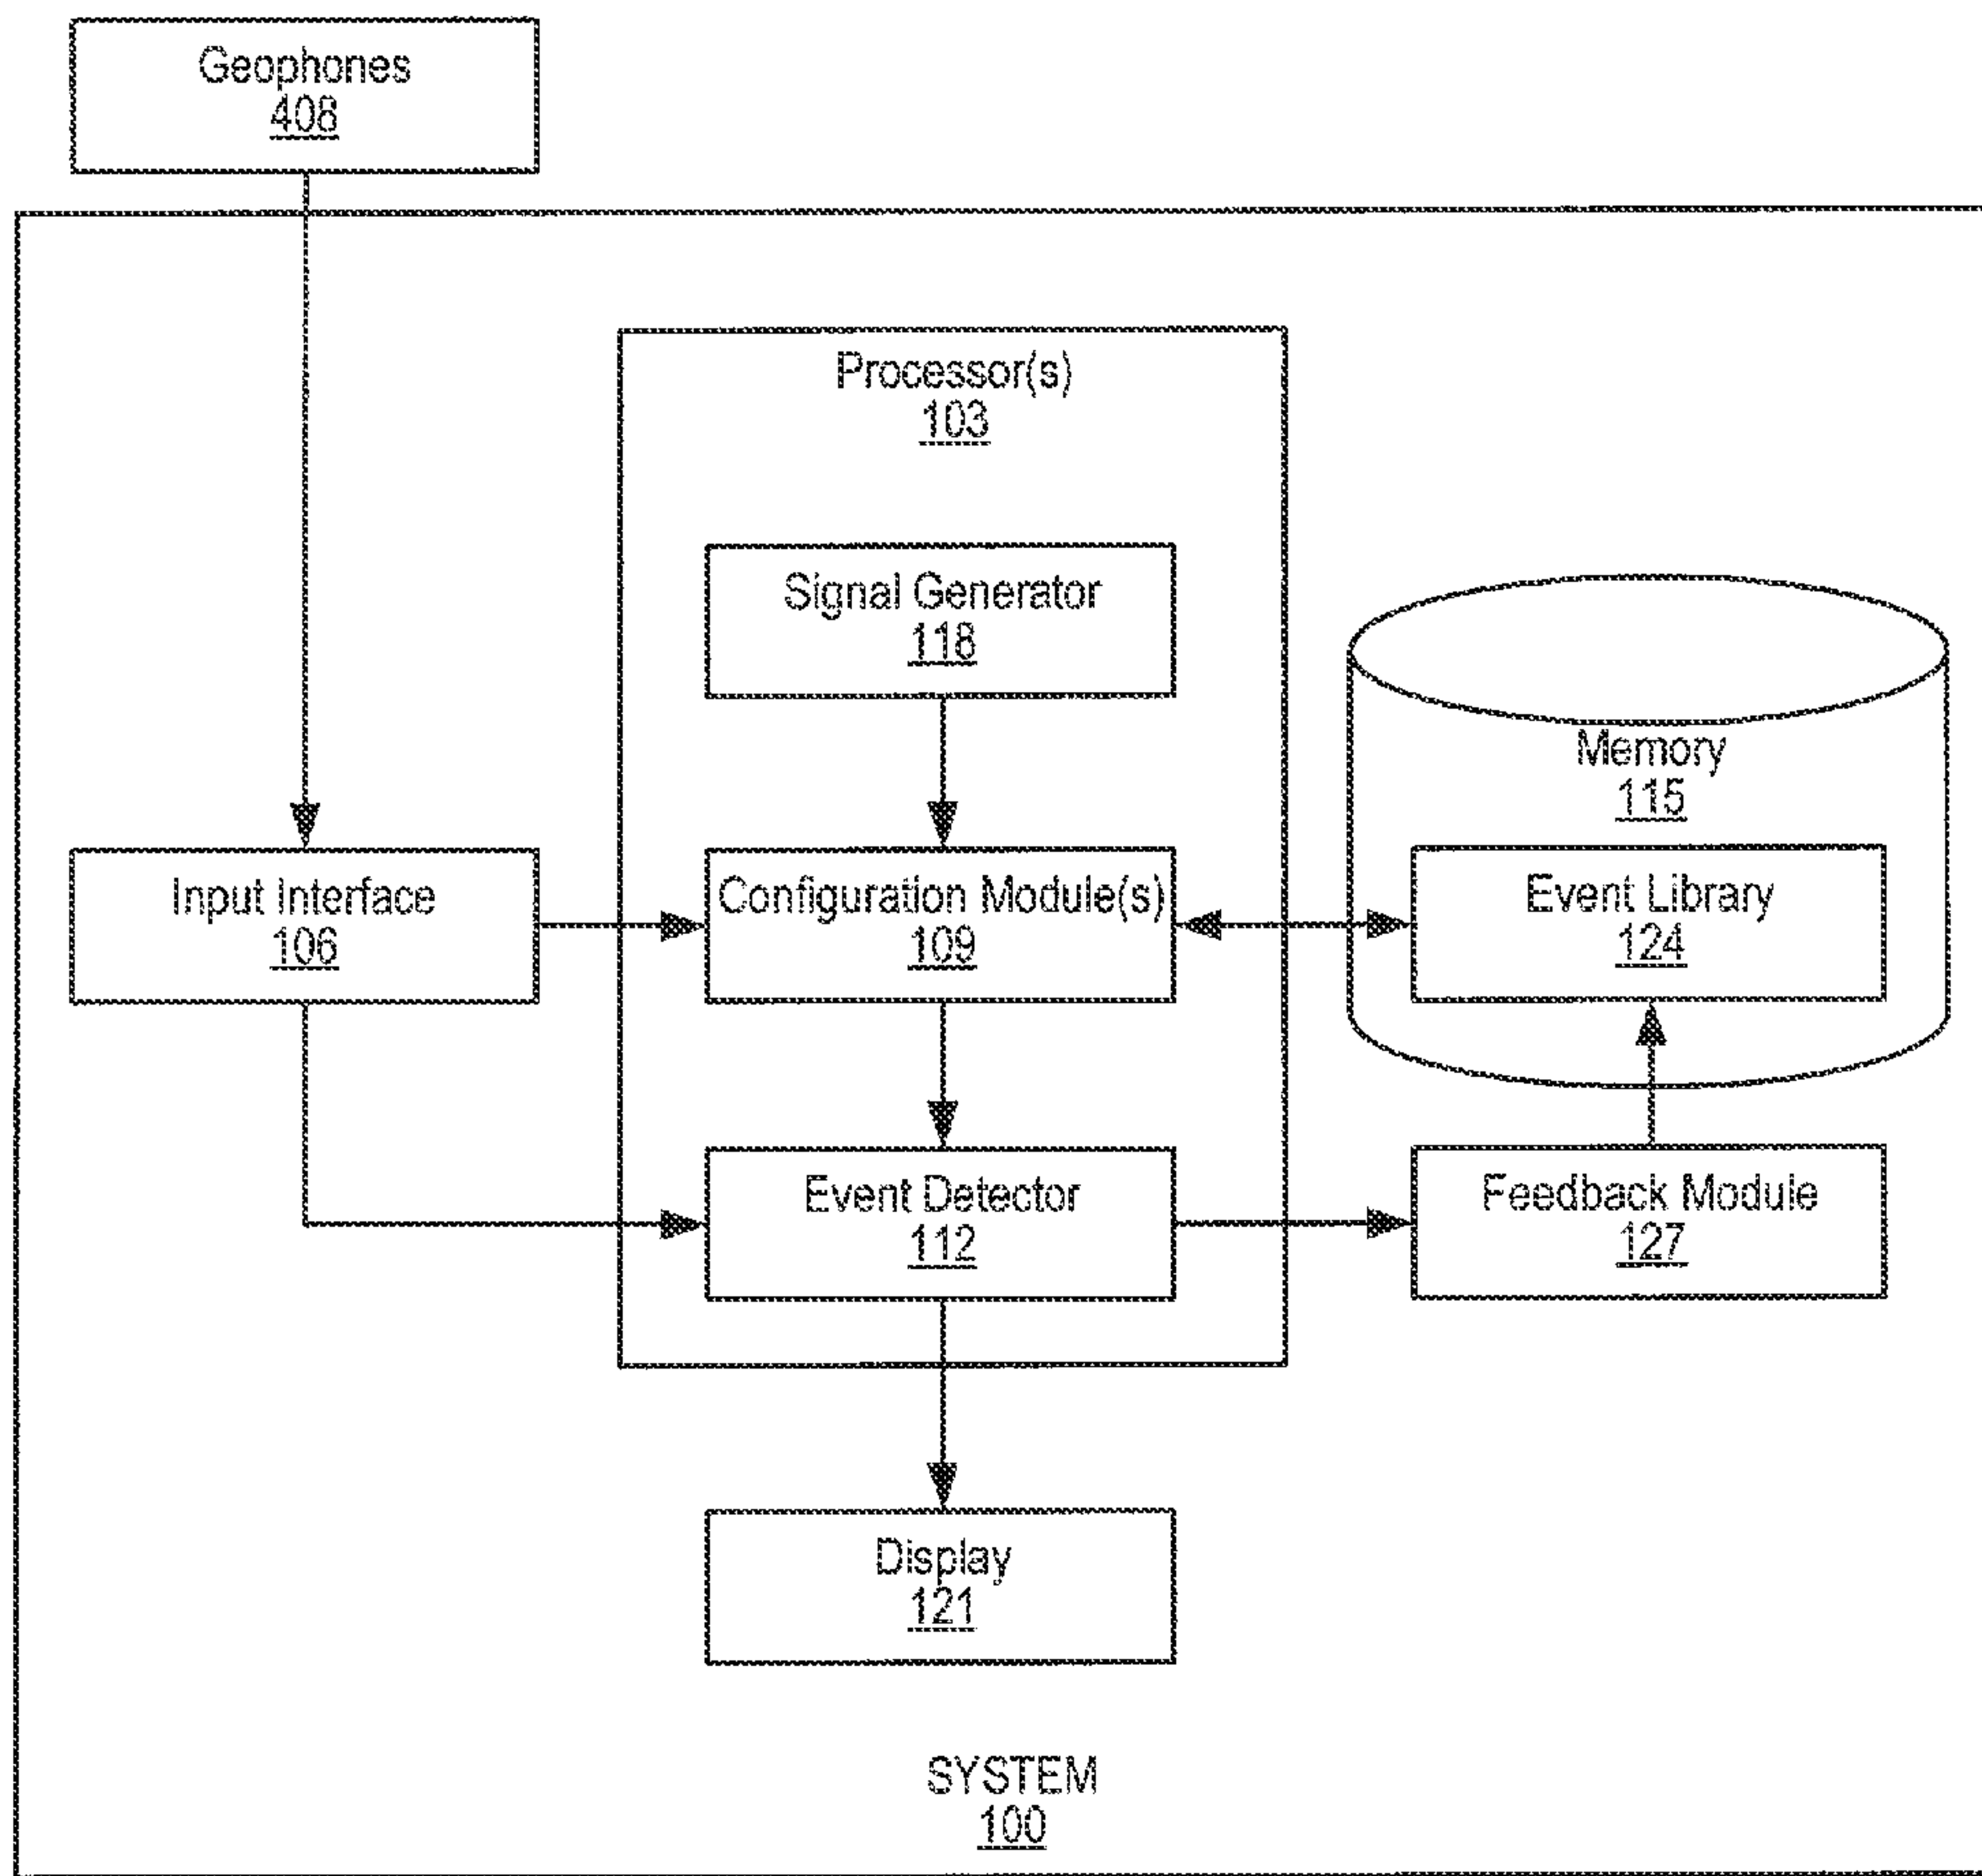 Geophones
408
Processor(s)
103
Signal Generator
118
Memory
115
Input Interface
106
Configuration Module(s)
109
Event Library
124
Event Detector
112
Feedback Module
127
Display
121
SYSTEM
100